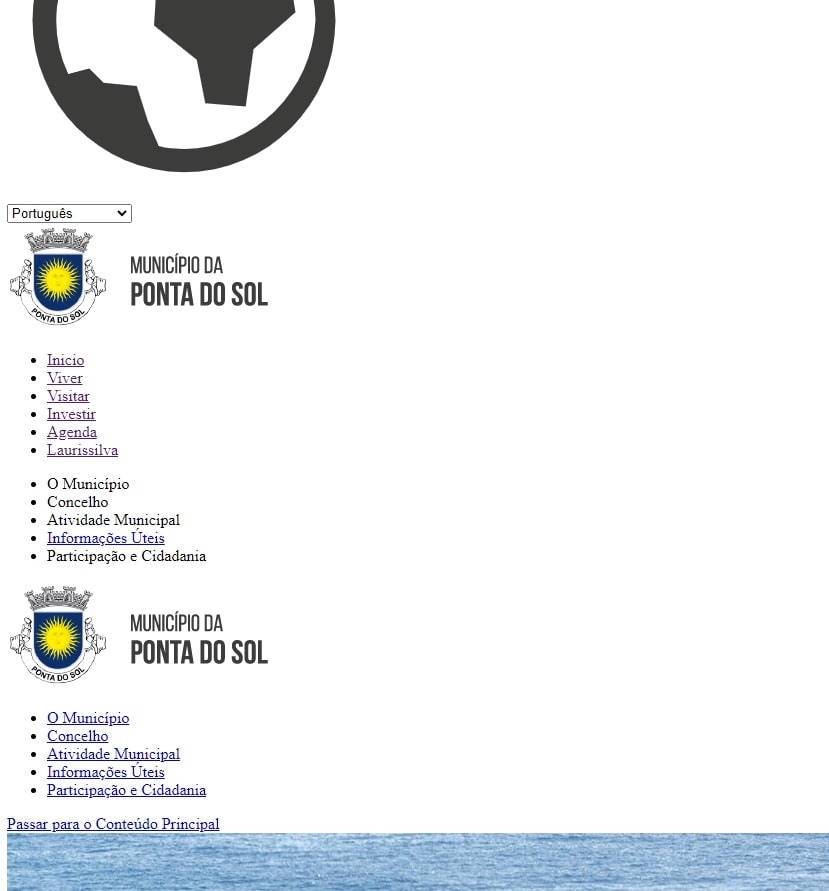 Português
PONTA DO SOL
MUNICÍPIO DA
PONTA DO SOL
Inicio
Viver
Visitar
Investir
Agenda
Laurissilva
O Município
Concelho
Atividade Municipal
Informações Úteis
Participação e Cidadania
PONTA DO SOL
MUNICÍPIO DA
PONTA DO SOL
O Município
Concelho
Atividade Municipal
Informações Úteis
Participação e Cidadania
Passar para o Conteúdo Principal